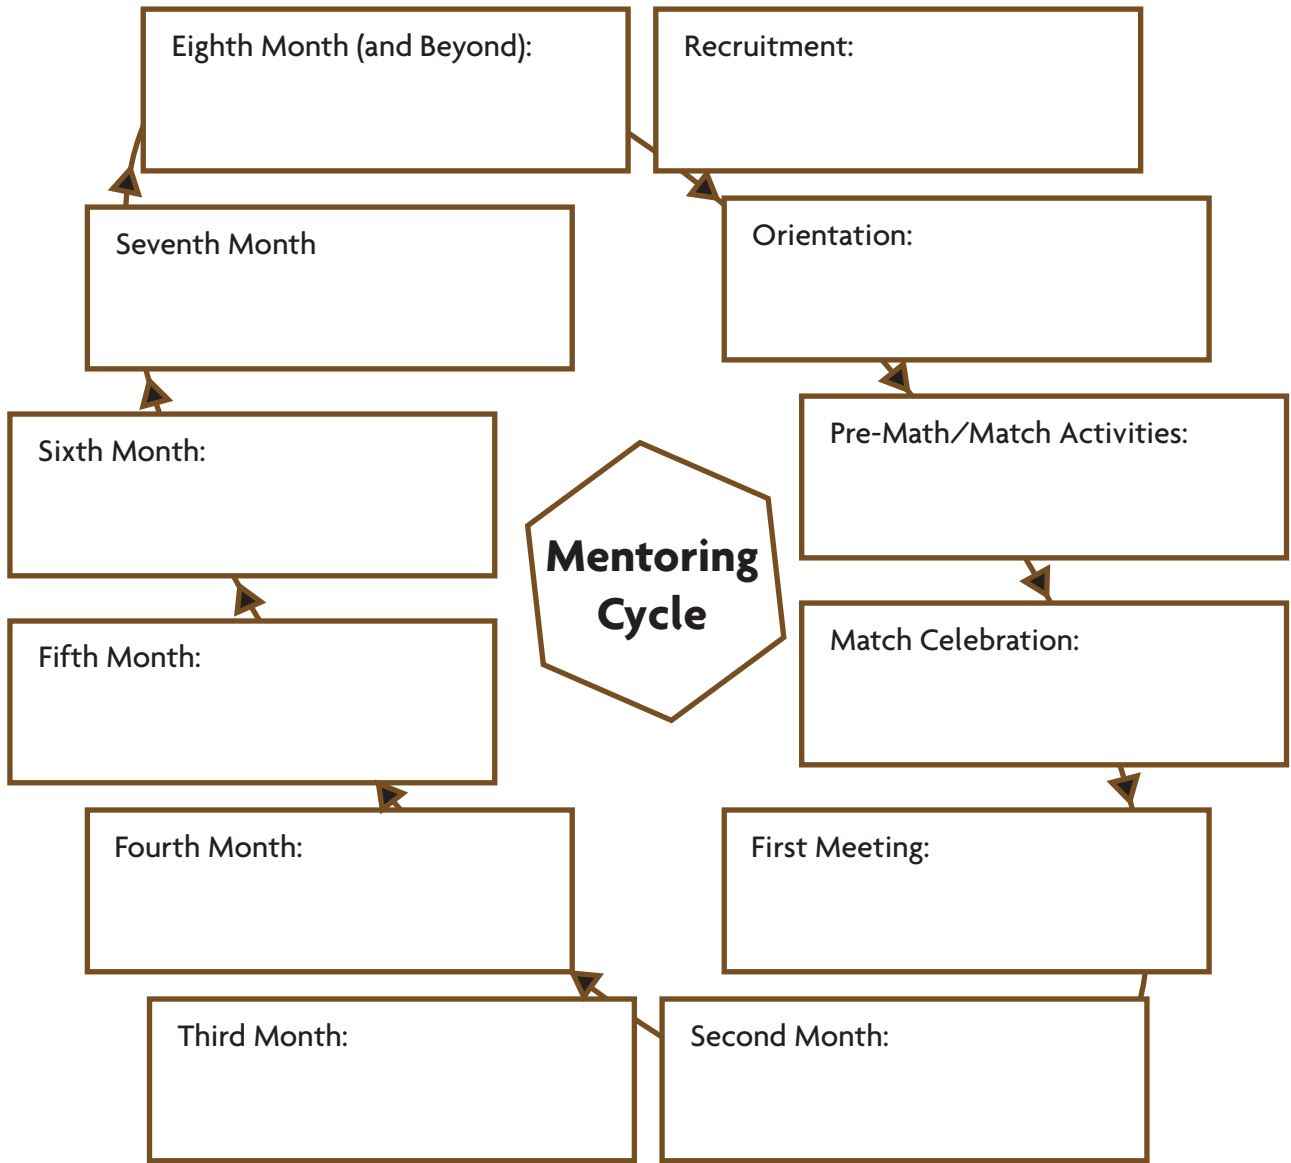 Eighth Month (and Beyond):
Recruitment:
Seventh Month
Orientation:
Sixth Month:
Pre-Math/Match Activities:
Mentoring
Cycle
Fifth Month:
Match Celebration:
Fourth Month:
First Meeting:
Third Month:
Second Month: